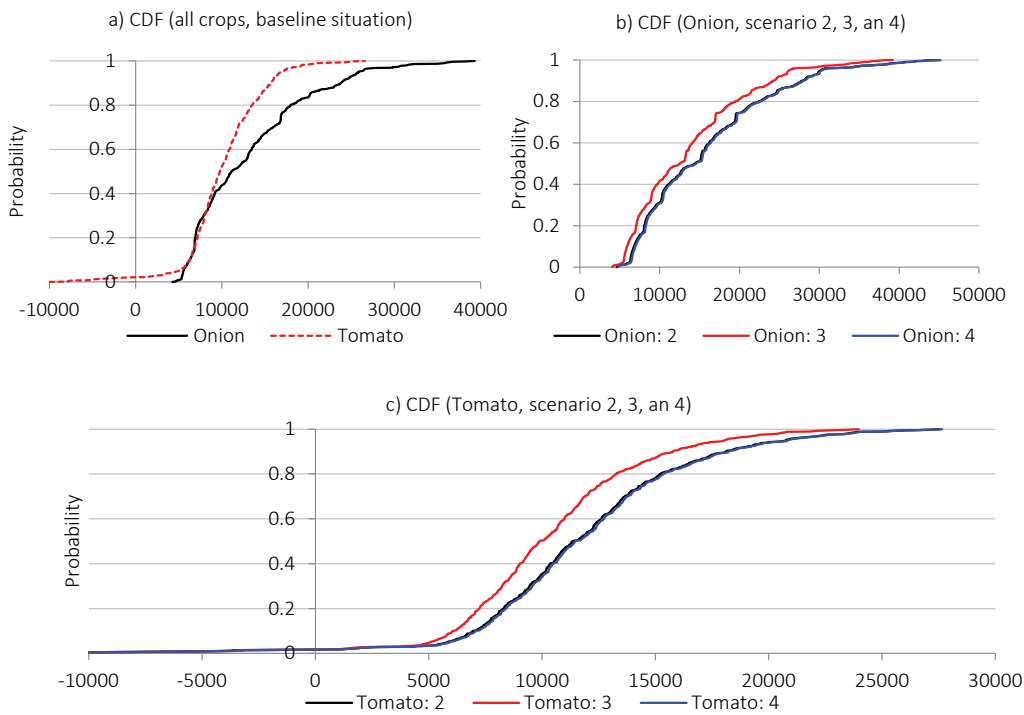 a) CDF (all crops, baseline situation)
1
0.8
0.6
0.4
0.2
0
Probability
-10000 0 10000 20000 30000 40000
Onion Tomato
b) CDF (Onion, scenario 2, 3, an 4)
1
0.8
0.6
0.4
0.2
0
Probability
0 10000 20000 30000 40000 50000
Onion: 2 Onion: 3 Onion: 4
c) CDF (Tomato, scenario 2, 3, an 4)
1
0.8
0.6
0.4
0.2
0
Probability
-10000 -5000 0 5000 10000 15000 20000 25000 30000
Tomato: 2 Tomato: 3 Tomato: 4